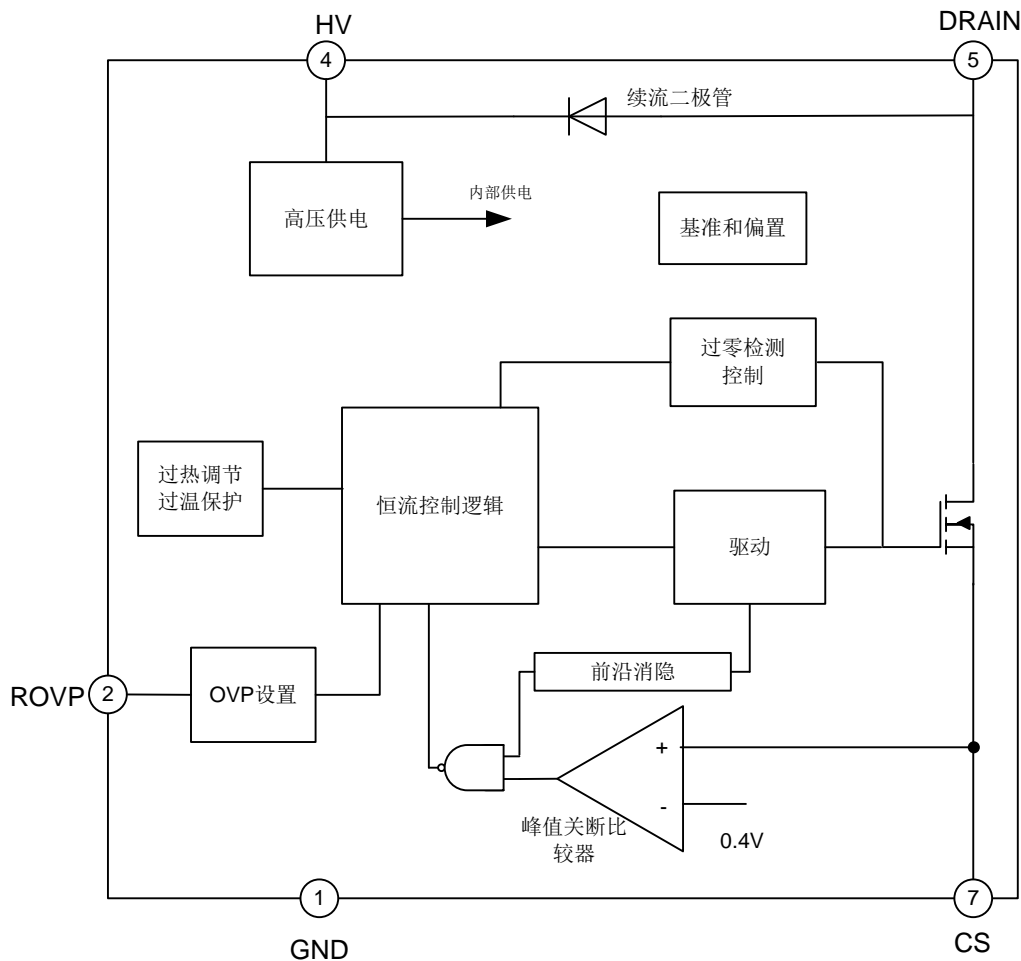 HV
DRAIN
4
5
续流二极管
高压供电
内部供电
基准和偏置
过零检测
控制
过热调节
过温保护
恒流控制逻辑
驱动
前沿消隐
ROVP
2
OVP设置
+
-
峰值关断比
较器
0.4V
1
7
GND
CS